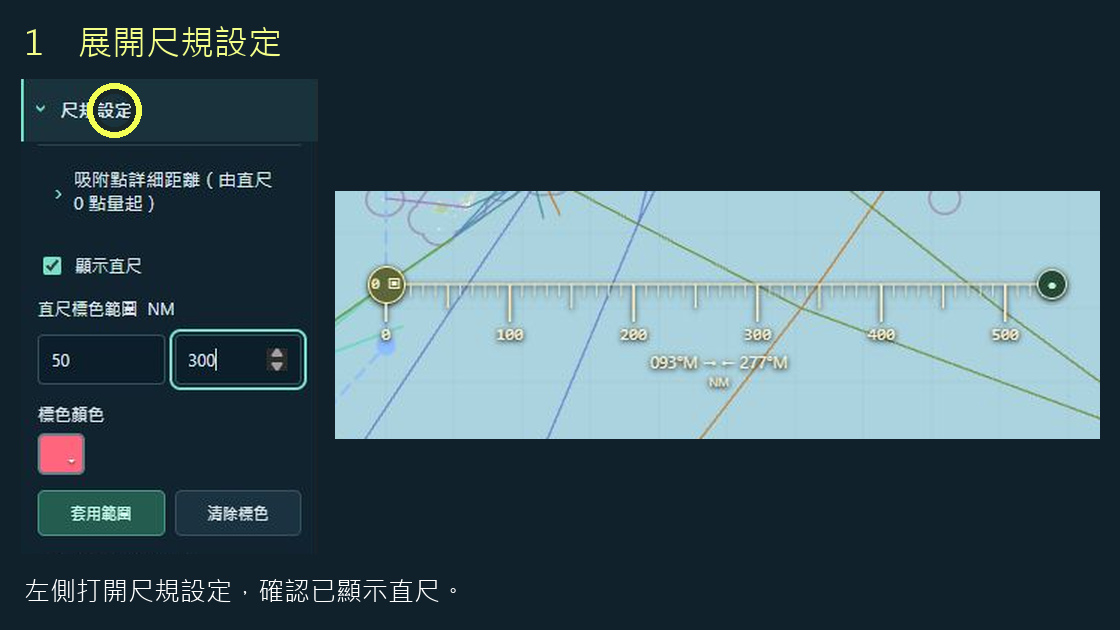 1 展開尺規設定
尺規設定
吸附點詳細距離（由直尺
0 點量起）
顯示直尺
直尺標色範圍 NM
50
300
標色顏色
套用範圍
清除標色
0
0 100 200 300 400 500
093°M → ← 277°M
NM
左側打開尺規設定，確認已顯示直尺。